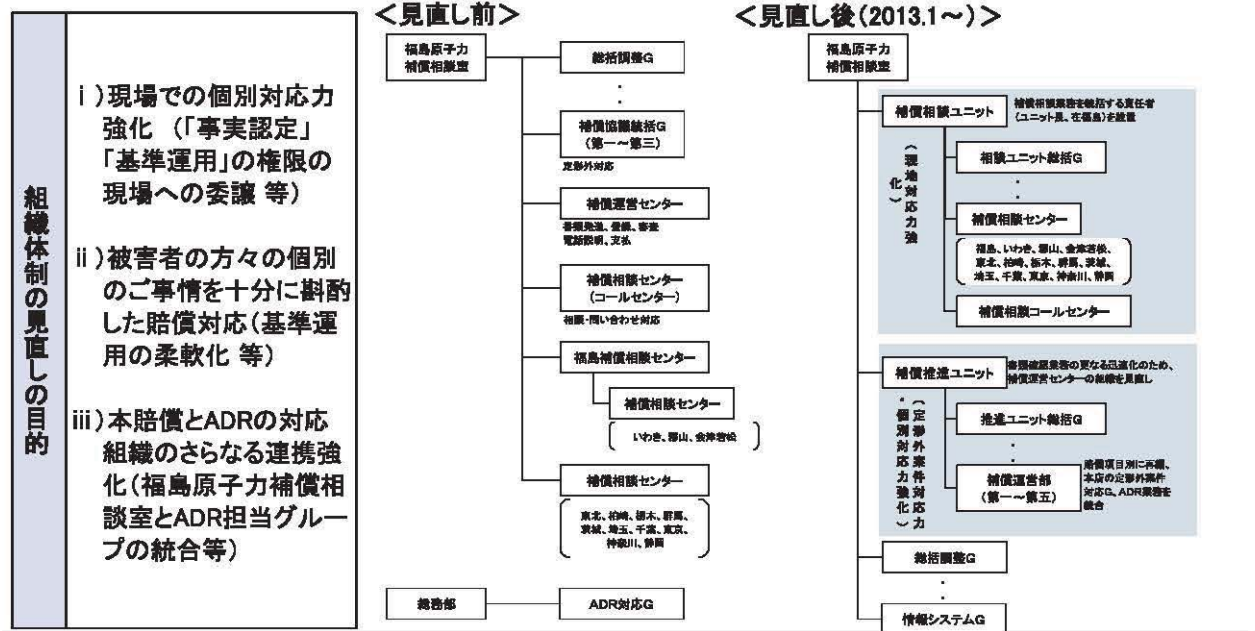 組織体制の見直しの目的
ⅰ)現場での個別対応力
強化 (「事実認定」
「基準運用」の権限の
現場への委譲 等)
ⅱ)被害者の方々の個別
のご事情を十分に斟酌
した賠償対応(基準運
用の柔軟化 等)
ⅲ)本賠償とADRの対応
組織のさらなる連携強
化(福島原子力補償相
談室とADR担当グルー
プの統合等)
<見直し前>
福島原子力
補償相談室
総括調整G
・
・
補償協議統括G
(第一~第三)
定形外対応
補償運営センター
書類発送、登録、審査
電話説明、支払
補償相談センター
(コールセンター)
相談・問い合わせ対応
福島補償相談センター
補償相談センター
いわき、郡山、会津若松
補償相談センター
東北、柏崎、栃木、群馬、
茨城、埼玉、千葉、東京、
神奈川、静岡
総務部
ADR対応G
<見直し後(2013.1~)>
福島原子力
補償相談室
補償相談ユニット
補償相談業務を統括する責任者
(ユニット長、在福島)を設置
(現地対応力強
化)
相談ユニット総括G
・
・
補償相談センター
福島、いわき、郡山、会津若松、
東北、柏崎、栃木、群馬、茨城、
埼玉、千葉、東京、神奈川、静岡
補償相談コールセンター
補償推進ユニット
書類確認業務の更なる迅速化のため、
補償運営センターの組織を見直し
(定形外案件対応力
・個別対応力強化)
推進ユニット総括G
・
・
補償運営部
(第一~第五)
賠償項目別に再編、
本店の定形外案件
対応G、ADR業務を
統合
総括調整G
・
・
情報システムG